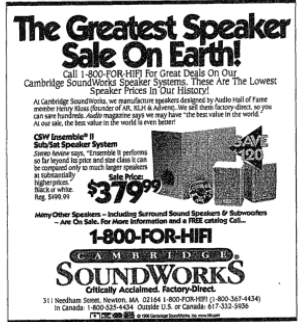 The Greatest Speaker
Sale On Earth!
Call 1-800-FOR-HIFI For Great Deals On Our
Cambridge SoundWorks Speaker Systems. These Are The Lowest
Speaker Prices In Our History!
At Cambridge SoundWorks, we manufacture speakers designed by Audio Hall of Fame
member Henry Kloss (founder of AR, KLH & Advent). We sell them factory-direct, so you
can save hundreds. Audio magazine says we may have "the best value in the world."
At our sale, the best value in the world is even better!
CSW Ensemble® II
Sub/Sat Speaker System
Stereo Review says, "Ensemble II performs
so far beyond its price and size class it can
be compared only to much larger speakers
at substantially
higher prices."
Black or white.
Reg. $499.99
Sale Price:
$379.99
SAVE
$120
Many Other Speakers – Including Surround Sound Speakers & Subwoofers
– Are On Sale. For More Information and a FREE catalog Call...
1-800-FOR-HIFI
CAMBRIDGE
SOUNDWORKS
Critically Acclaimed. Factory-Direct.
311 Needham Street, Newton, MA 02164 1-800-FOR-HIFI (1-800-367-4434)
In Canada: 1-800-525-4434 Outside U.S. or Canada: 617-332-5936
© 1996 Cambridge SoundWorks, Inc.